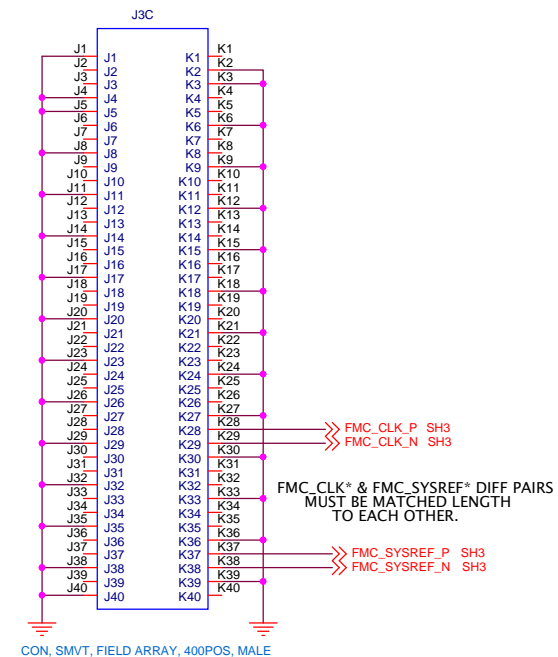 J3C
J1 J1 K1 K1
J2 J2 K2 K2
J3 J3 K3 K3
J4 J4 K4 K4
J5 J5 K5 K5
J6 J6 K6 K6
J7 J7 K7 K7
J8 J8 K8 K8
J9 J9 K9 K9
J10 J10 K10 K10
J11 J11 K11 K11
J12 J12 K12 K12
J13 J13 K13 K13
J14 J14 K14 K14
J15 J15 K15 K15
J16 J16 K16 K16
J17 J17 K17 K17
J18 J18 K18 K18
J19 J19 K19 K19
J20 J20 K20 K20
J21 J21 K21 K21
J22 J22 K22 K22
J23 J23 K23 K23
J24 J24 K24 K24
J25 J25 K25 K25
J26 J26 K26 K26
J27 J27 K27 K27
J28 J28 K28 K28 FMC_CLK_P SH3
J29 J29 K29 K29 FMC_CLK_N SH3
J30 J30 K30 K30
J31 J31 K31 K31
J32 J32 K32 K32
J33 J33 K33 K33
J34 J34 K34 K34
J35 J35 K35 K35
J36 J36 K36 K36
J37 J37 K37 K37 FMC_SYSREF_P SH3
J38 J38 K38 K38 FMC_SYSREF_N SH3
J39 J39 K39 K39
J40 J40 K40 K40
FMC_CLK* & FMC_SYSREF* DIFF PAIRS
MUST BE MATCHED LENGTH
TO EACH OTHER.
CON, SMVT, FIELD ARRAY, 400POS, MALE